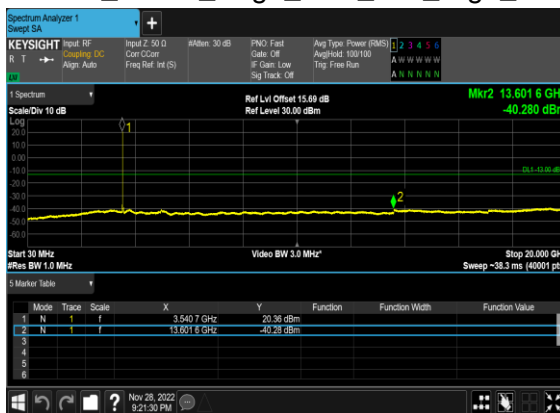 Spectrum Analyzer 1
Swept SA
+
KEYSIGHT Input: RF Input Z: 50 Ω #Atten: 30 dB PNO: Fast Avg Type: Power (RMS) 1 2 3 4 5 6
R T Coupling: DC Corr CCorr Gate: Off Avg|Hold: 100/100 A W W W W W
Align: Auto Freq Ref: Int (S) IF Gain: Low Trig: Free Run A N N N N N
Sig Track: Off
LXI
1 Spectrum Ref Lvl Offset 15.69 dB Mkr2 13.601 6 GH
Scale/Div 10 dB Ref Level 30.00 dBm -40.280 dB
Log
20.0 1
10.0
0.00
-10.0 DL1 -13.00 dB
-20.0
-30.0 2
-40.0
-50.0
-60.0
Start 30 MHz Video BW 3.0 MHz* Stop 20.000 GH
#Res BW 1.0 MHz Sweep ~38.3 ms (40001 pt
5 Marker Table
Mode Trace Scale X Y Function Function Width Function Value
1 N 1 f 3.540 7 GHz 20.36 dBm
2 N 1 f 13.601 6 GHz -40.28 dBm
3
4
5
6
? Nov 28, 2022
9:21:30 PM